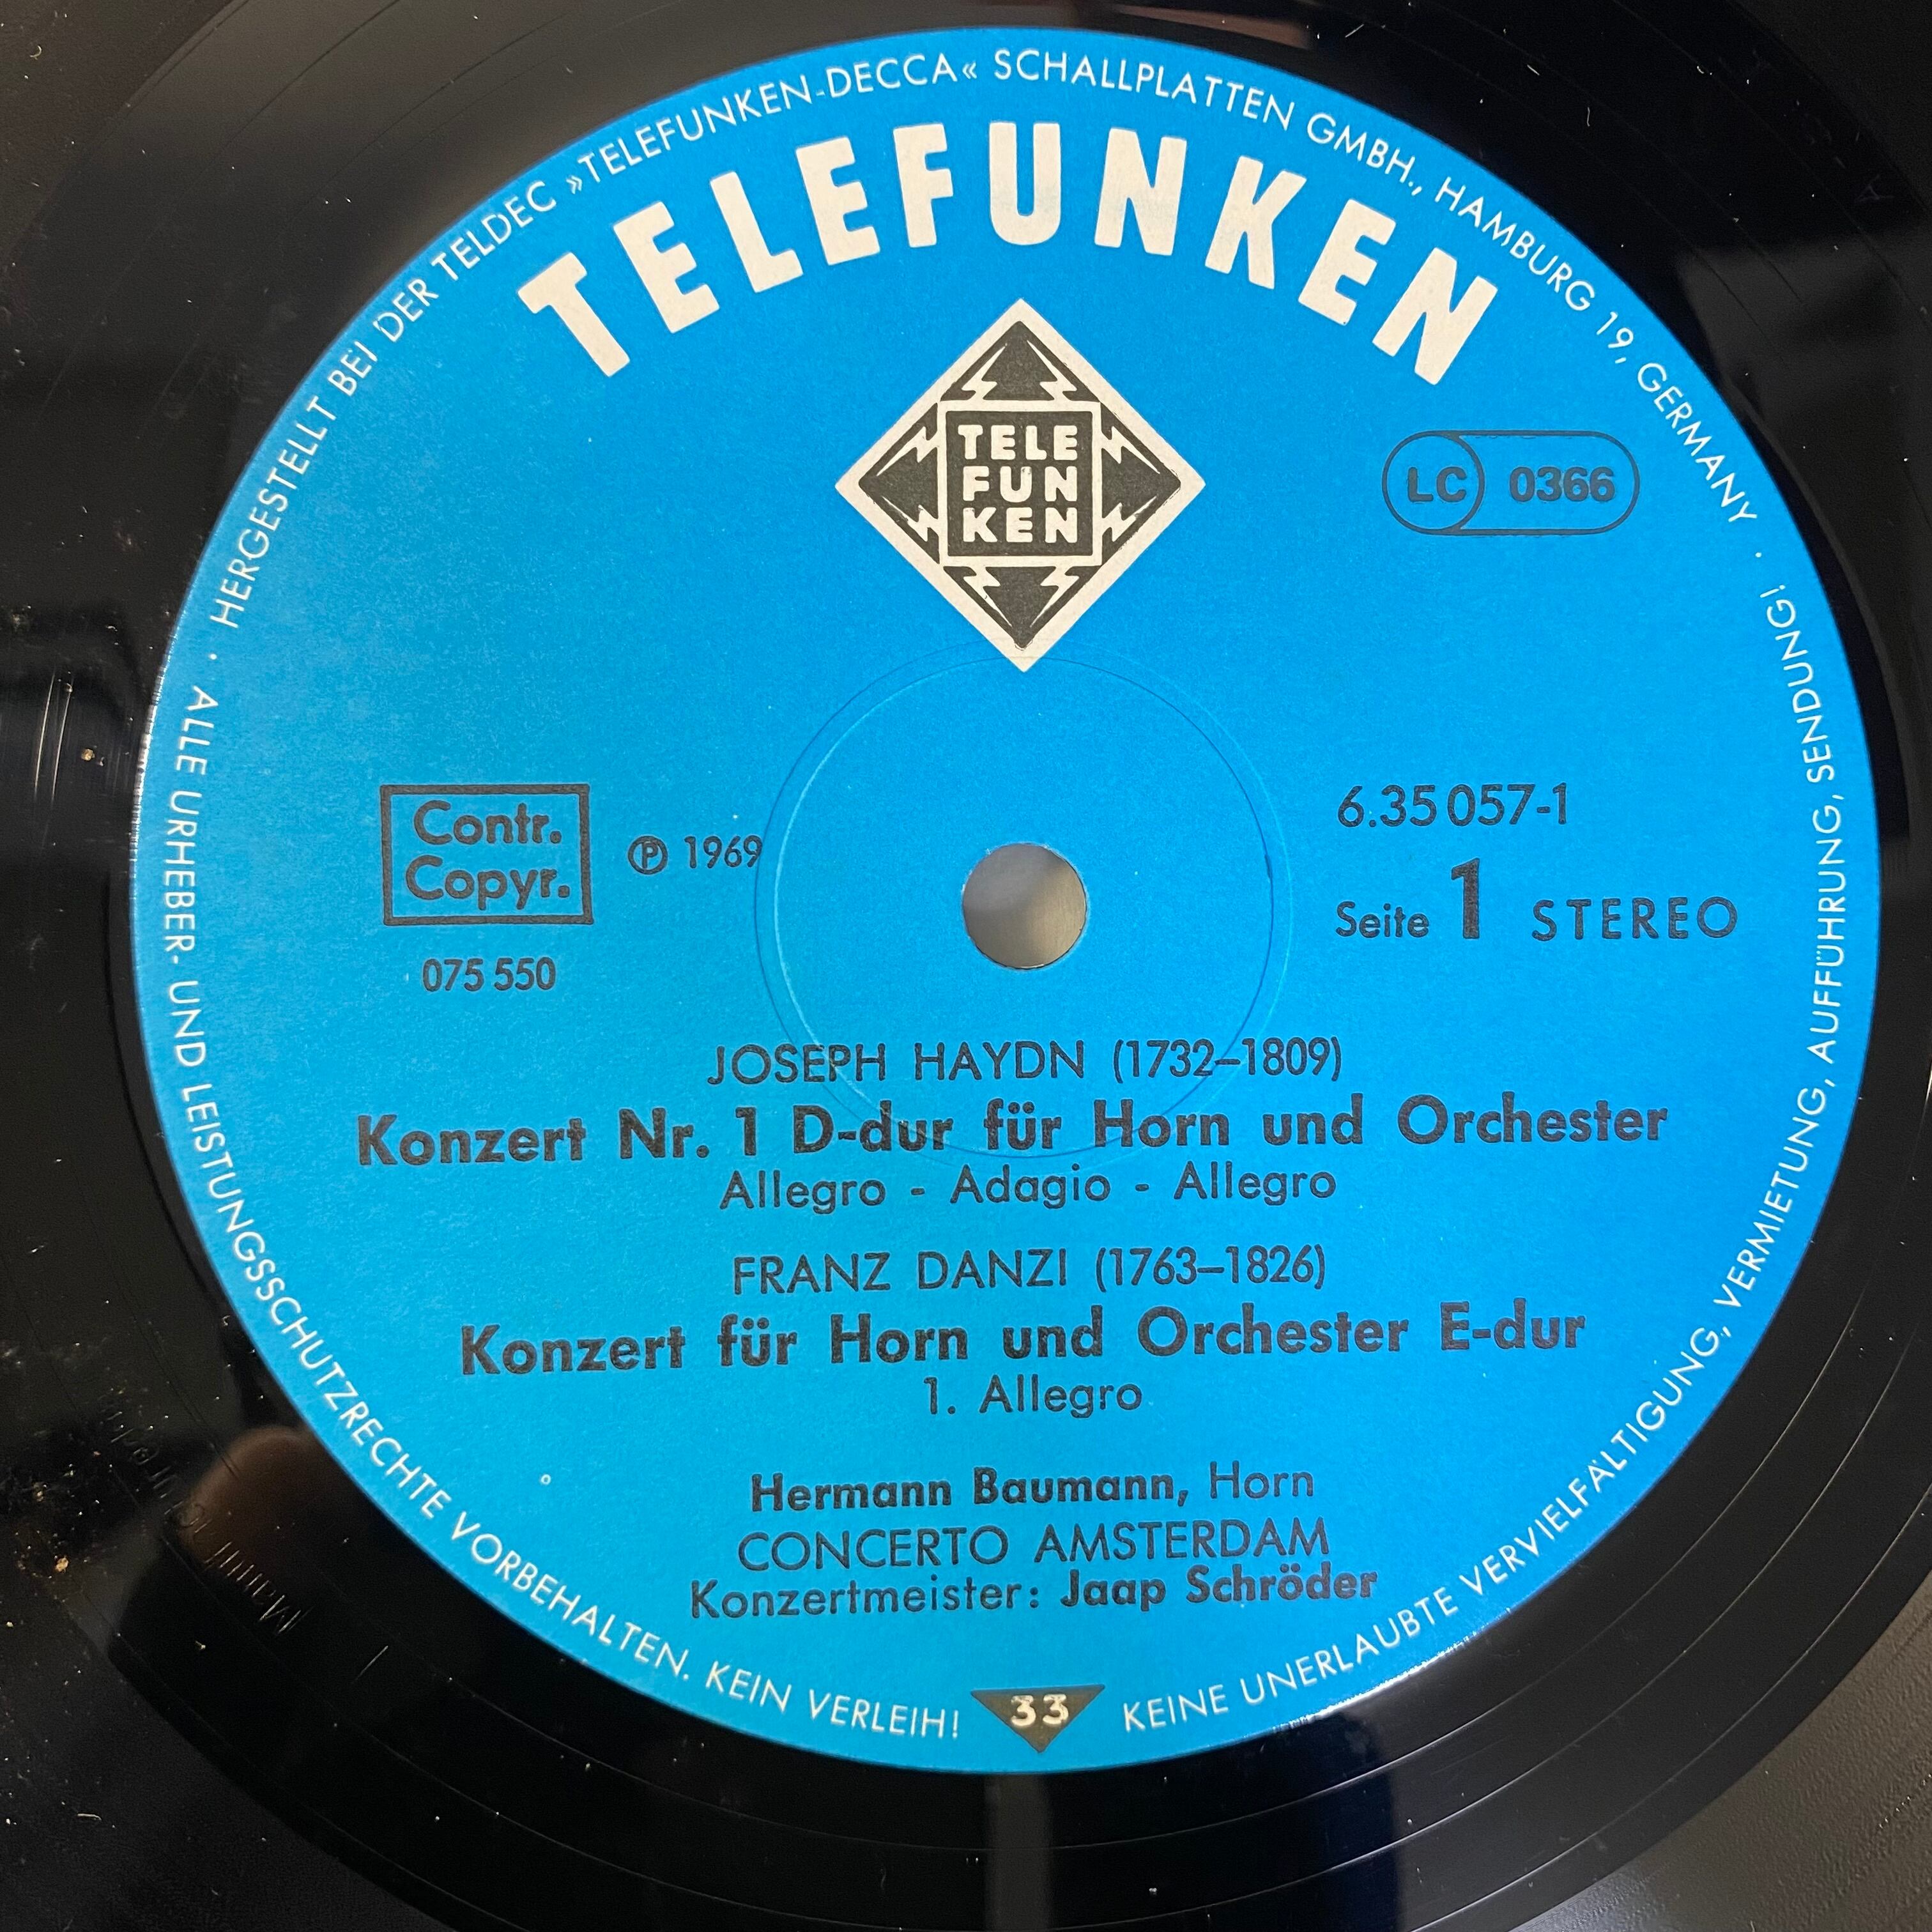 HERGESTELLT BEI DER TELDEC »TELEFUNKEN-DECCA« SCHALLPLATTEN GMBH., HAMBURG 19, GERMANY ·
TELEFUNKEN
TELE
FUN
KEN
LC 0366
Contr.
Copyr.
℗ 1969
075 550
6.35057-1
Seite 1 STEREO
JOSEPH HAYDN (1732–1809)
Konzert Nr. 1 D-dur für Horn und Orchester
Allegro - Adagio - Allegro
FRANZ DANZI (1763–1826)
Konzert für Horn und Orchester E-dur
1. Allegro
Hermann Baumann, Horn
CONCERTO AMSTERDAM
Konzertmeister: Jaap Schröder
· ALLE URHEBER- UND LEISTUNGSSCHUTZRECHTE VORBEHALTEN. KEIN VERLEIH!
33
KEINE UNERLAUBTE VERVIELFÄLTIGUNG, VERMIETUNG, AUFFÜHRUNG, SENDUNG!